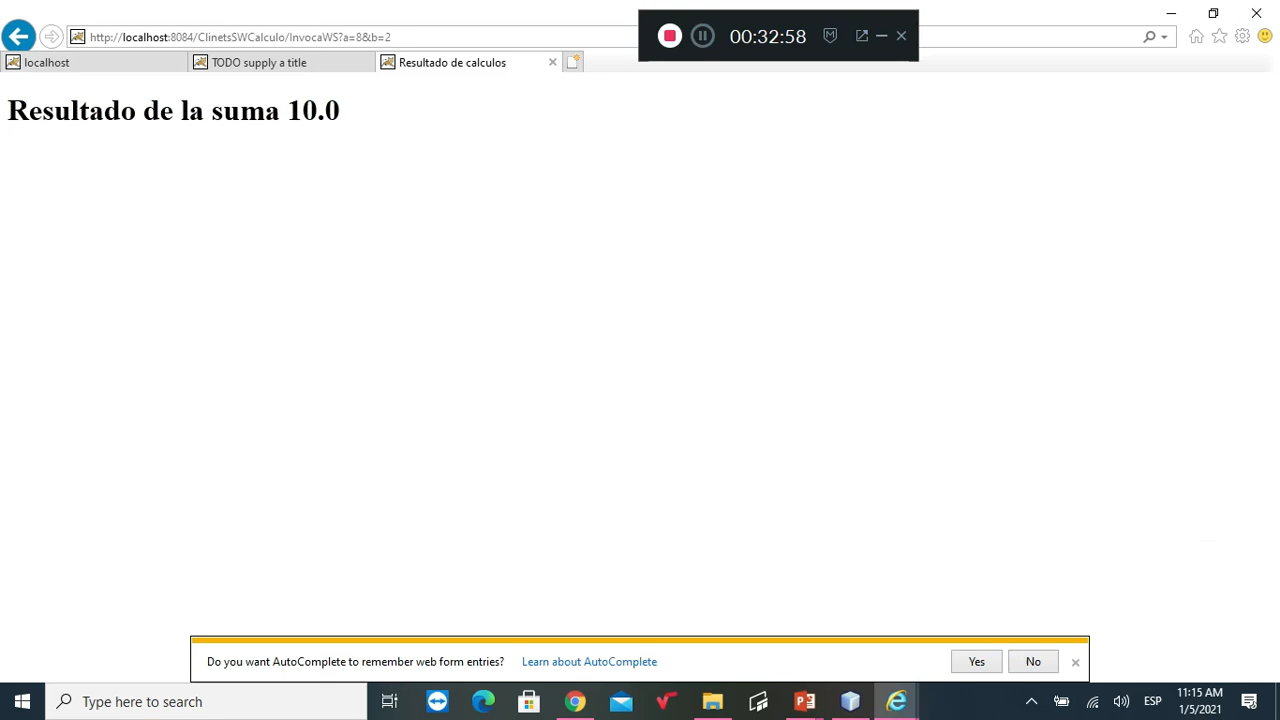 00:32:58
http://localhost:8084/ClinetsSWCalculo/InvocaWS?a=8&b=2
localhost
TODO supply a title
Resultado de calculos
Resultado de la suma 10.0
Do you want AutoComplete to remember web form entries? Learn about AutoComplete Yes No
Type here to search
ESP
11:15 AM
1/5/2021